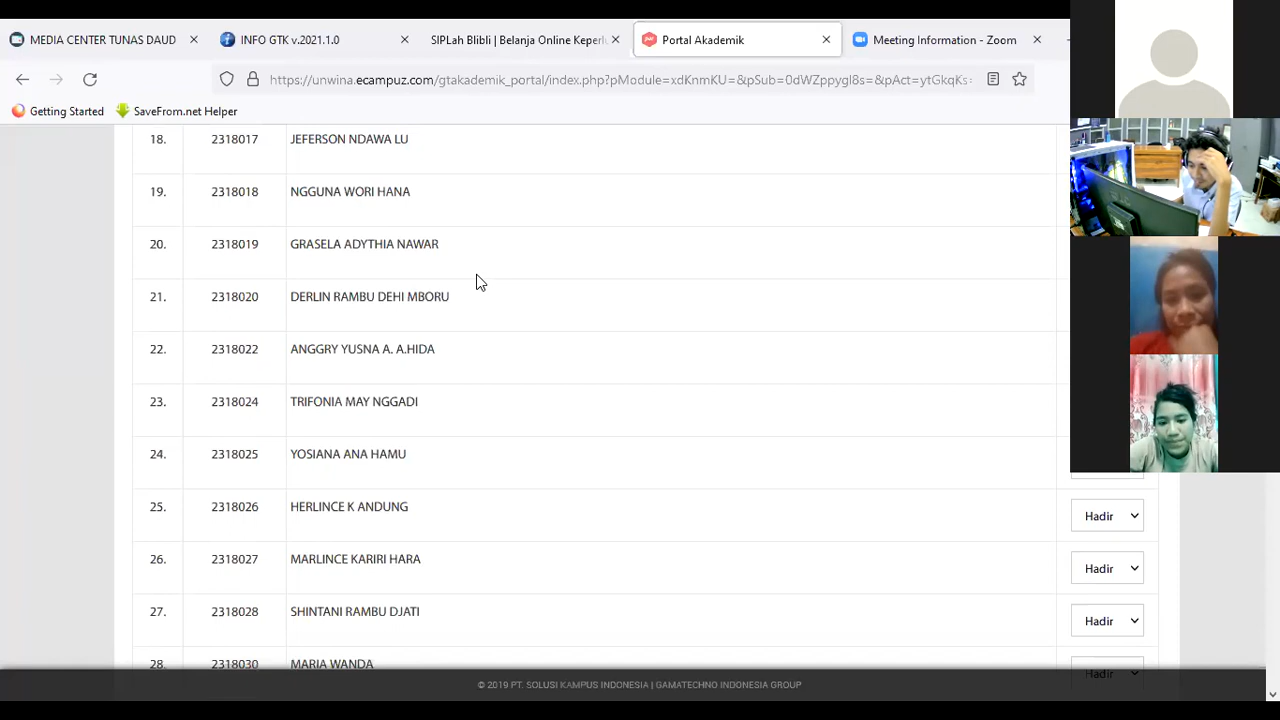 MEDIA CENTER TUNAS DAUD
INFO GTK v.2021.1.0
SIPLah Blibli | Belanja Online Keperlu
Portal Akademik
Meeting Information - Zoom
https://unwina.ecampuz.com/gtakademik_portal/index.php?pModule=xdKnmKU=&pSub=0dWZppygl8s=&pAct=ytGkqKs=
Getting Started
SaveFrom.net Helper
18. 2318017 JEFERSON NDAWA LU
19. 2318018 NGGUNA WORI HANA
20. 2318019 GRASELA ADYTHIA NAWAR
21. 2318020 DERLIN RAMBU DEHI MBORU
22. 2318022 ANGGRY YUSNA A. A.HIDA
23. 2318024 TRIFONIA MAY NGGADI
24. 2318025 YOSIANA ANA HAMU
25. 2318026 HERLINCE K ANDUNG Hadir
26. 2318027 MARLINCE KARIRI HARA Hadir
27. 2318028 SHINTANI RAMBU DJATI Hadir
28. 2318030 MARIA WANDA Hadir
© 2019 PT. SOLUSI KAMPUS INDONESIA | GAMATECHNO INDONESIA GROUP